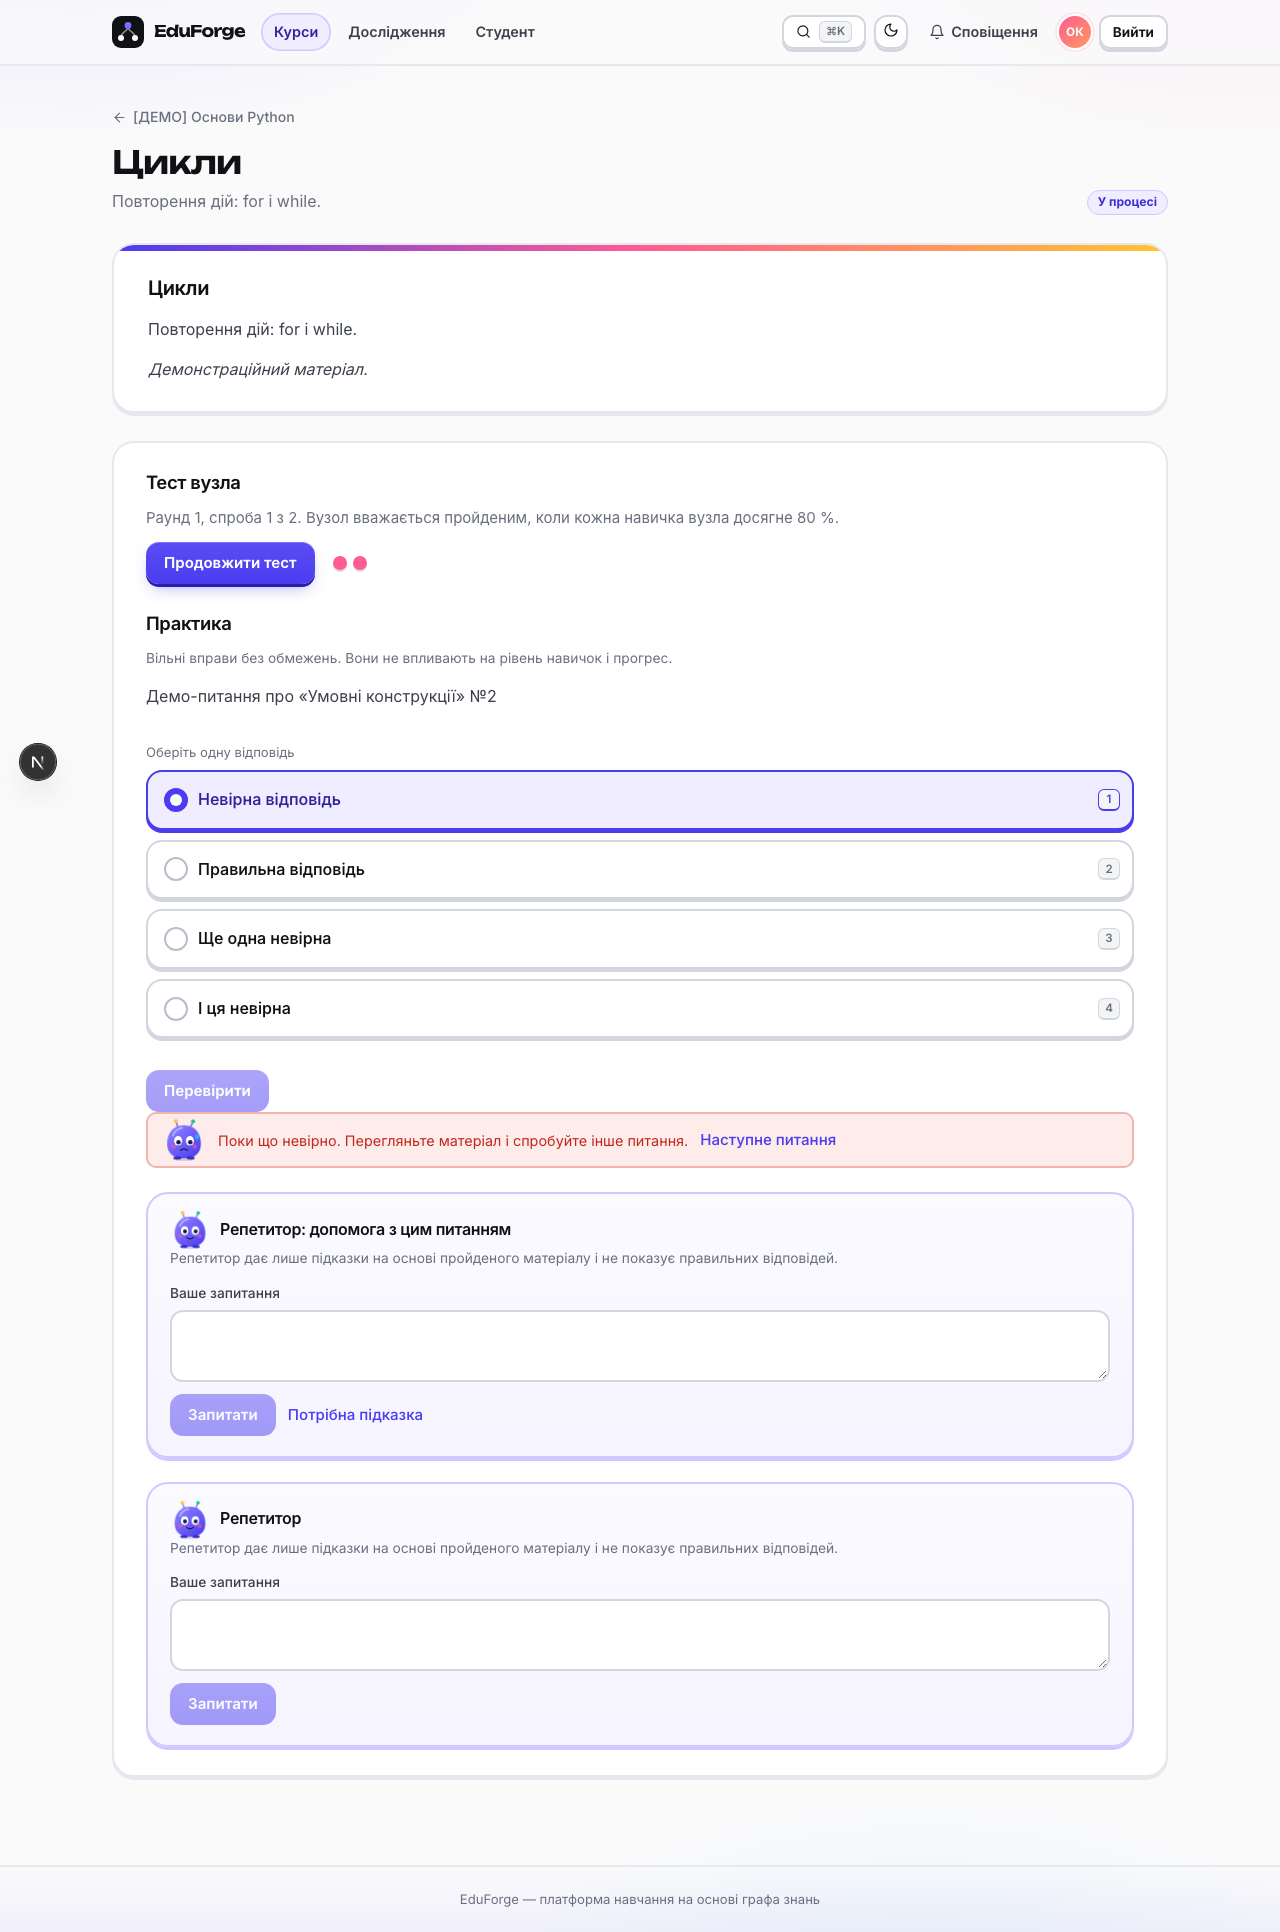 EduForge
Курси
Дослідження
Студент
⌘K
Сповіщення
ОК
Вийти
← [ДЕМО] Основи Python
Цикли
Повторення дій: for і while.
У процесі
Цикли
Повторення дій: for і while.
Демонстраційний матеріал.
Тест вузла
Раунд 1, спроба 1 з 2. Вузол вважається пройденим, коли кожна навичка вузла досягне 80 %.
Продовжити тест
Практика
Вільні вправи без обмежень. Вони не впливають на рівень навичок і прогрес.
Демо-питання про «Умовні конструкції» №2
Оберіть одну відповідь
Невірна відповідь 1
Правильна відповідь 2
Ще одна невірна 3
І ця невірна 4
Перевірити
Поки що невірно. Перегляньте матеріал і спробуйте інше питання. Наступне питання
Репетитор: допомога з цим питанням
Репетитор дає лише підказки на основі пройденого матеріалу і не показує правильних відповідей.
Ваше запитання
Запитати
Потрібна підказка
Репетитор
Репетитор дає лише підказки на основі пройденого матеріалу і не показує правильних відповідей.
Ваше запитання
Запитати
N
EduForge — платформа навчання на основі графа знань